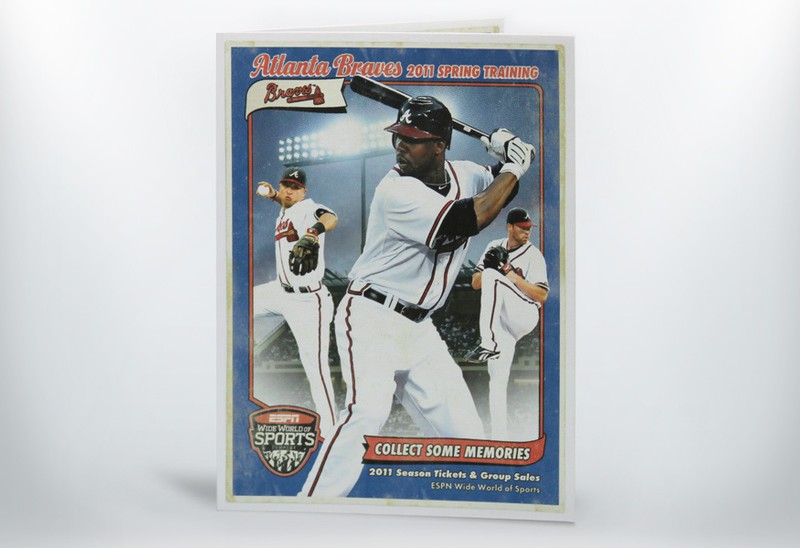 Atlanta Braves 2011 SPRING TRAINING
Braves
A
A
A
ESPN
WIDE WORLD OF
SPORTS
COLLECT SOME MEMORIES
2011 Season Tickets & Group Sales
ESPN Wide World of Sports